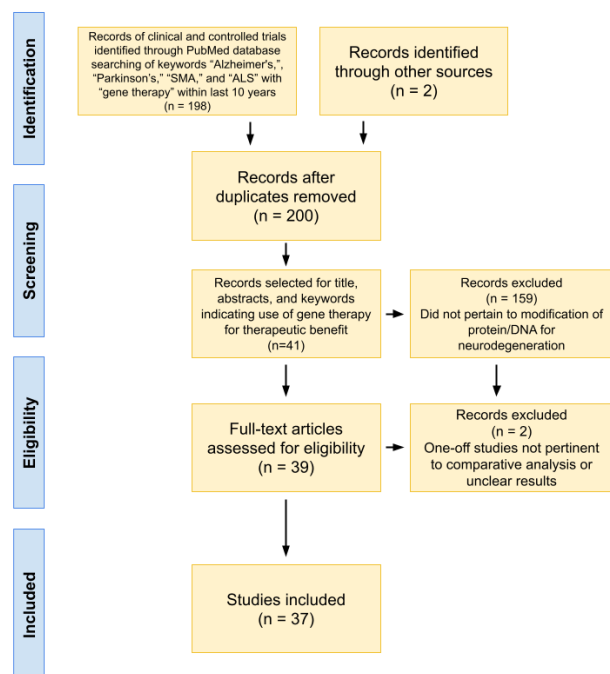 Identification
Records of clinical and controlled trials
identified through PubMed database
searching of keywords “Alzheimer's,”,
“Parkinson’s,” “SMA,” and “ALS” with
“gene therapy” within last 10 years
(n = 198)
Records identified
through other sources
(n = 2)
Records after
duplicates removed
(n = 200)
Screening
Records selected for title,
abstracts, and keywords
indicating use of gene therapy
for therapeutic benefit
(n=41)
Records excluded
(n = 159)
Did not pertain to modification of
protein/DNA for
neurodegeneration
Eligibility
Full-text articles
assessed for eligibility
(n = 39)
Records excluded
(n = 2)
One-off studies not pertinent
to comparative analysis or
unclear results
Included
Studies included
(n = 37)